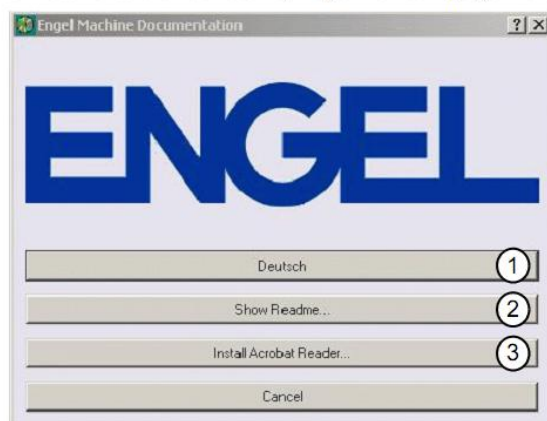 Engel Machine Documentation
ENGEL
Deutsch 1
Show Readme... 2
Install Acrobat Reader... 3
Cancel